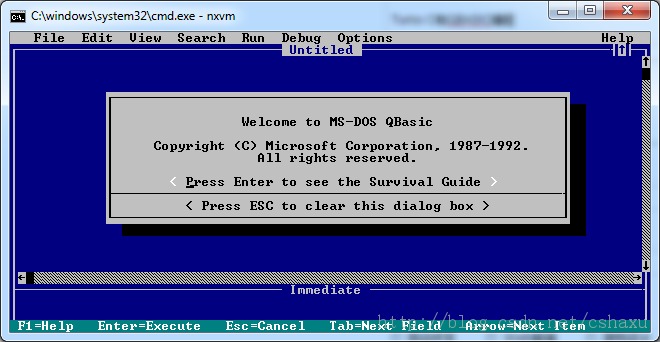 C:\windows\system32\cmd.exe - nxvm
File Edit View Search Run Debug Options Help
Untitled
Welcome to MS-DOS QBasic
Copyright (C) Microsoft Corporation, 1987-1992.
All rights reserved.
< Press Enter to see the Survival Guide >
< Press ESC to clear this dialog box >
Immediate
http://blog.csdn.net/cshaxu
F1=Help Enter=Execute Esc=Cancel Tab=Next Field Arrow=Next Item